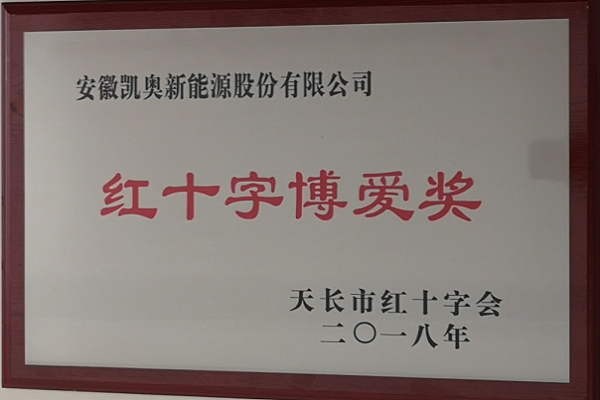 安徽凯奥新能源股份有限公司
红十字博爱奖
天长市红十字会
二〇一八年